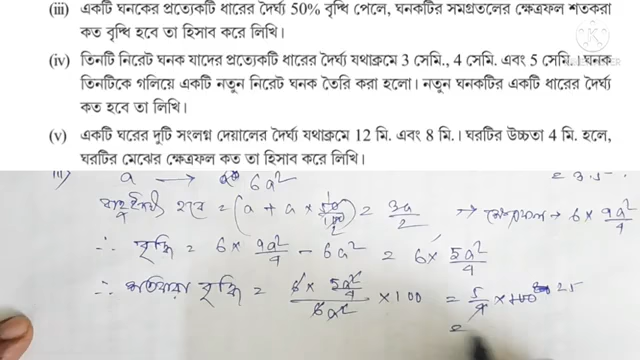 (iii) একটি ঘনকের প্রত্যেকটি ধারের দৈর্ঘ্য 50% বৃদ্ধি পেলে, ঘনকটির সমগ্রতলের ক্ষেত্রফল শতকরা
কত বৃদ্ধি হবে তা হিসাব করে লিখি।
(iv) তিনটি নিরেট ঘনক যাদের প্রত্যেকটি ধারের দৈর্ঘ্য যথাক্রমে 3 সেমি., 4 সেমি. এবং 5 সেমি.। ঘনক
তিনটিকে গলিয়ে একটি নতুন নিরেট ঘনক তৈরি করা হলো। নতুন ঘনকটির একটি ধারের দৈর্ঘ্য
কত হবে তা লিখি।
(v) একটি ঘরের দুটি সংলগ্ন দেয়ালের দৈর্ঘ্য যথাক্রমে 12 মি. এবং 8 মি.। ঘরটির উচ্চতা 4 মি. হলে,
ঘরটির মেঝের ক্ষেত্রফল কত তা হিসাব করে লিখি।
a → 6a²
হবে = (a + a × 50/100) = 3a/2 → ক্ষেত্রফল → 6 × 9a²/4
∴ বৃদ্ধি = 6 × 9a²/4 - 6a² = 6 × 5a²/4
∴ শতকরা বৃদ্ধি = 6 × 5a²/4 / 6a² × 100 = 5/4 × 100 25
=